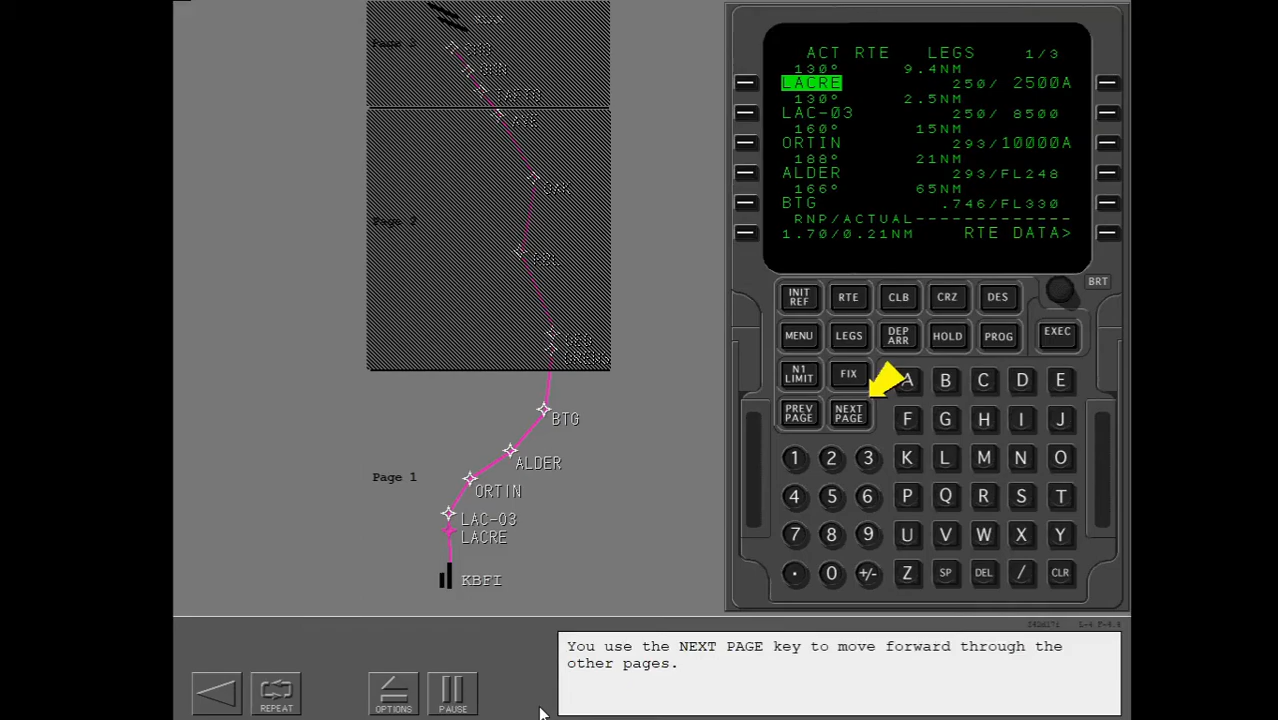 Page 3
Page 2
OAK
BTG
ALDER
Page 1
ORTIN
LAC-03
LACRE
KBFI
ACT RTE LEGS 1/3
130° 9.4NM
LACRE 250/ 2500A
130° 2.5NM
LAC-03 250/ 8500
160° 15NM
ORTIN 293/10000A
188° 21NM
ALDER 293/FL248
166° 65NM
BTG .746/FL330
RNP/ACTUAL--------------
1.70/0.21NM RTE DATA>
BRT
INIT REF RTE CLB CRZ DES
MENU LEGS DEP ARR HOLD PROG EXEC
N1 LIMIT FIX A B C D E
PREV PAGE NEXT PAGE F G H I J
1 2 3 K L M N O
4 5 6 P Q R S T
7 8 9 U V W X Y
. 0 +/- Z SP DEL / CLR
You use the NEXT PAGE key to move forward through the
other pages.
REPEAT OPTIONS PAUSE